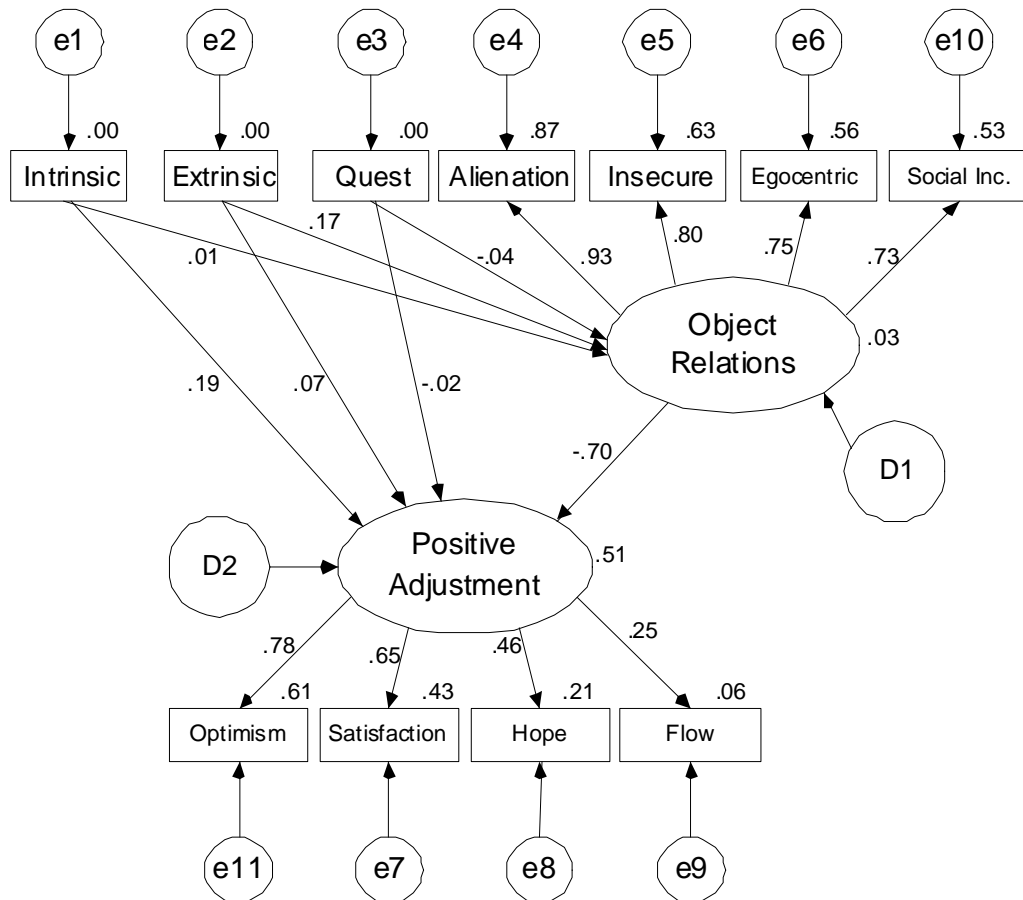 e1 e2 e3 e4 e5 e6 e10
.00 .00 .00 .87 .63 .56 .53
Intrinsic Extrinsic Quest Alienation Insecure Egocentric Social Inc.
.01 .17 -.04 .93 .80 .75 .73
Object
Relations
.03
.19 .07 -.02
-.70
D1
Positive
Adjustment
.51
D2
.78 .65 .46 .25
.61 .43 .21 .06
Optimism Satisfaction Hope Flow
e11 e7 e8 e9